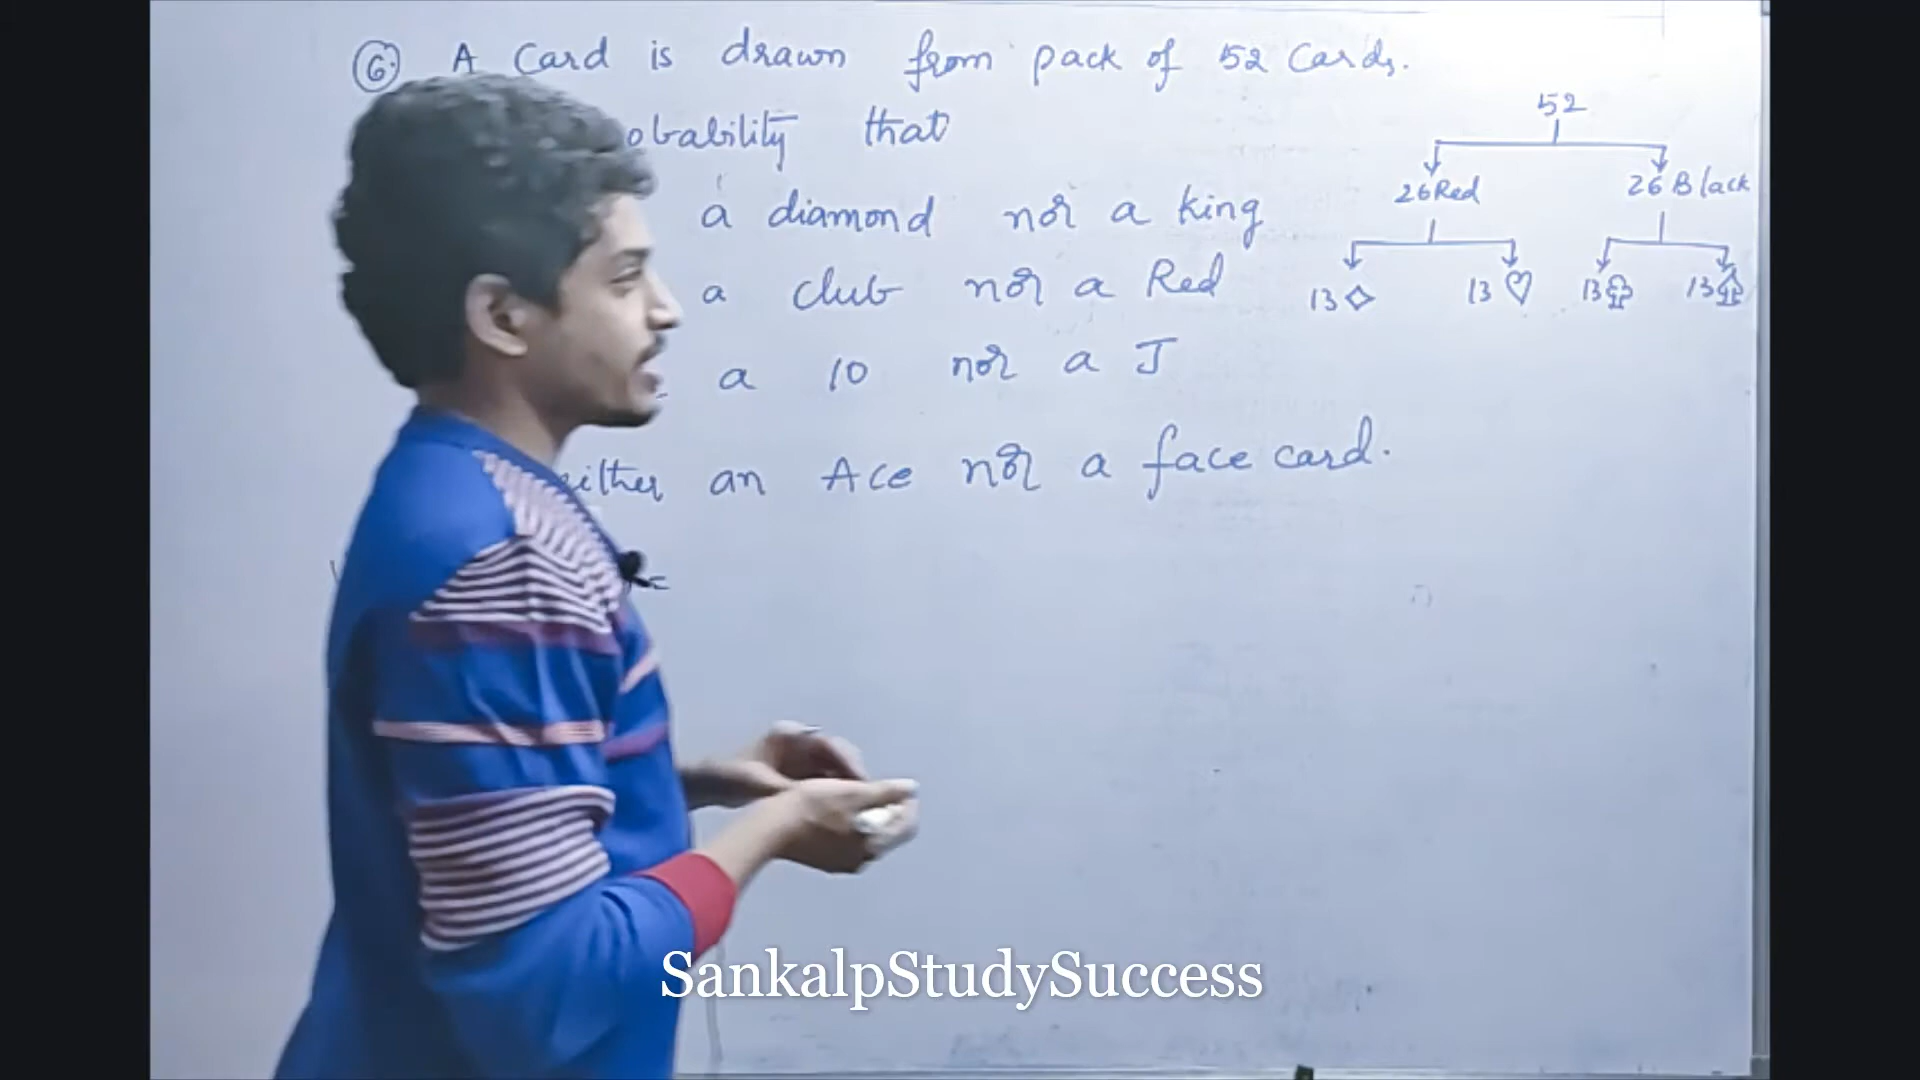 6. A Card is drawn from pack of 52 Cards.
obability that
a diamond nor a king
a club nor a Red
a 10 nor a J
either an Ace nor a face card.
=
52
26 Red 26 Black
13 ♢ 13 ♡ 13 ♧ 13 ♤
SankalpStudySuccess